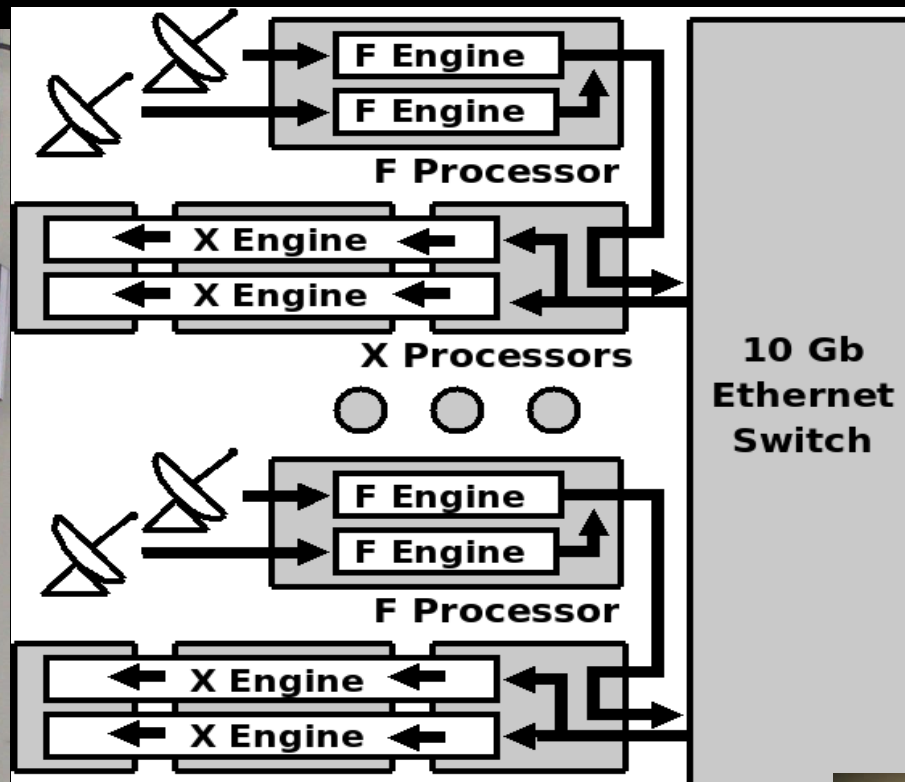 F Engine
F Engine
F Processor
X Engine
X Engine
X Processors
10 Gb
Ethernet
Switch
F Engine
F Engine
F Processor
X Engine
X Engine